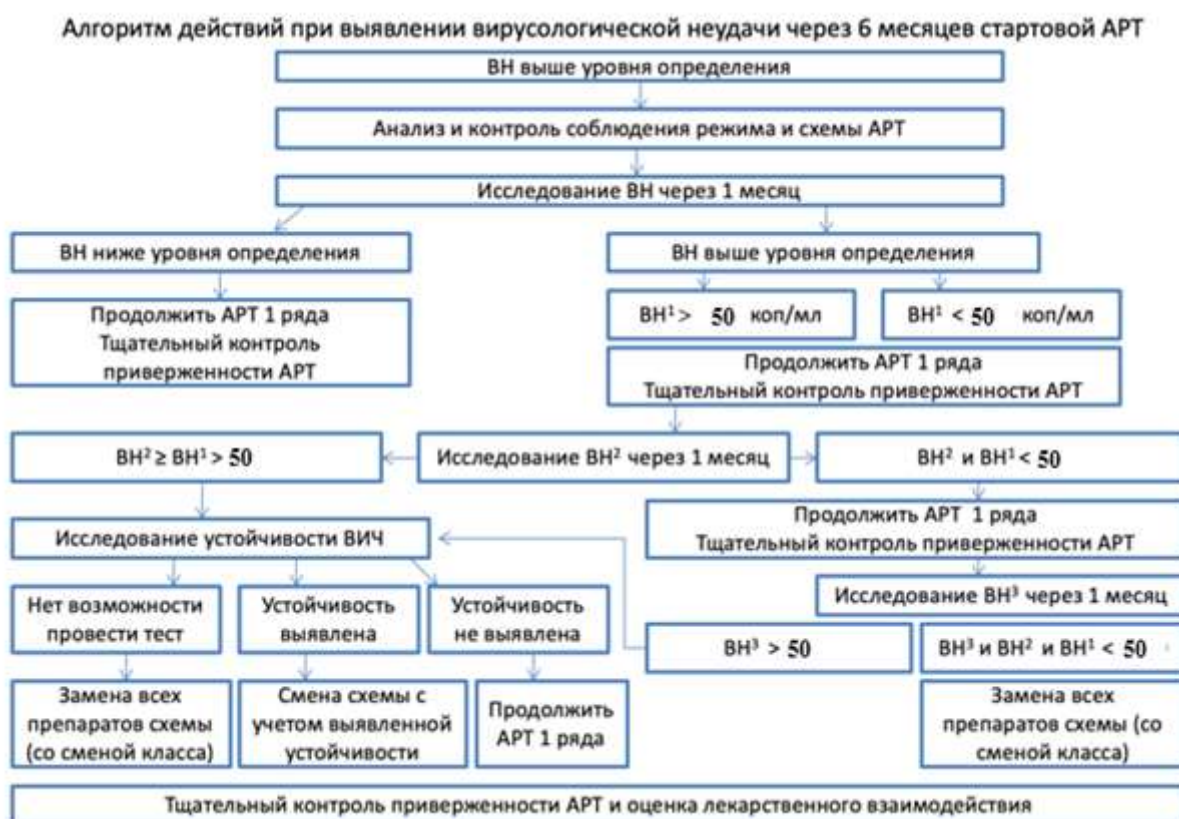 Алгоритм действий при выявлении вирусологической неудачи через 6 месяцев стартовой АРТ
ВН выше уровня определения
Анализ и контроль соблюдения режима и схемы АРТ
Исследование ВН через 1 месяц
ВН ниже уровня определения
ВН выше уровня определения
Продолжить АРТ 1 ряда
Тщательный контроль
приверженности АРТ
ВН¹ > 50 коп/мл
ВН¹ < 50 коп/мл
Продолжить АРТ 1 ряда
Тщательный контроль приверженности АРТ
ВН² ≥ ВН¹ > 50
Исследование ВН² через 1 месяц
ВН² и ВН¹ < 50
Исследование устойчивости ВИЧ
Продолжить АРТ 1 ряда
Тщательный контроль приверженности АРТ
Исследование ВН³ через 1 месяц
Нет возможности
провести тест
Устойчивость
выявлена
Устойчивость
не выявлена
ВН³ > 50
ВН³ и ВН² и ВН¹ < 50
Замена всех
препаратов схемы
(со сменой класса)
Смена схемы с
учетом выявленной
устойчивости
Продолжить
АРТ 1 ряда
Замена всех
препаратов схемы (со
сменой класса)
Тщательный контроль приверженности АРТ и оценка лекарственного взаимодействия